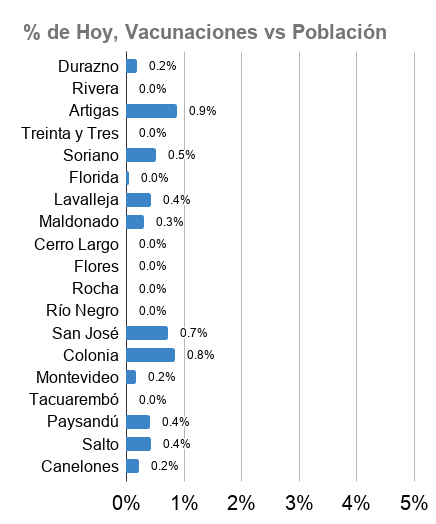 % de Hoy, Vacunaciones vs Población
Durazno 0.2%
Rivera 0.0%
Artigas 0.9%
Treinta y Tres 0.0%
Soriano 0.5%
Florida 0.0%
Lavalleja 0.4%
Maldonado 0.3%
Cerro Largo 0.0%
Flores 0.0%
Rocha 0.0%
Río Negro 0.0%
San José 0.7%
Colonia 0.8%
Montevideo 0.2%
Tacuarembó 0.0%
Paysandú 0.4%
Salto 0.4%
Canelones 0.2%
0% 1% 2% 3% 4% 5%